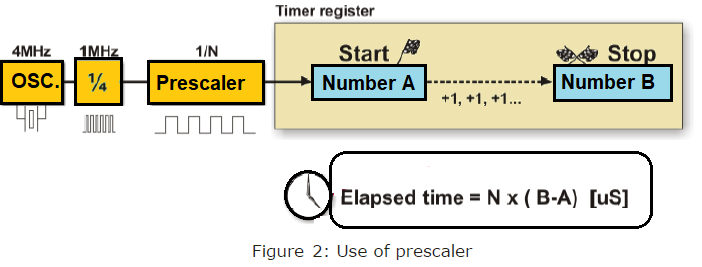 Timer register
4MHz 1MHz 1/N Start Stop
OSC. ¼ Prescaler Number A Number B
+1, +1, +1...
Elapsed time = N x ( B-A) [uS]
Figure 2: Use of prescaler